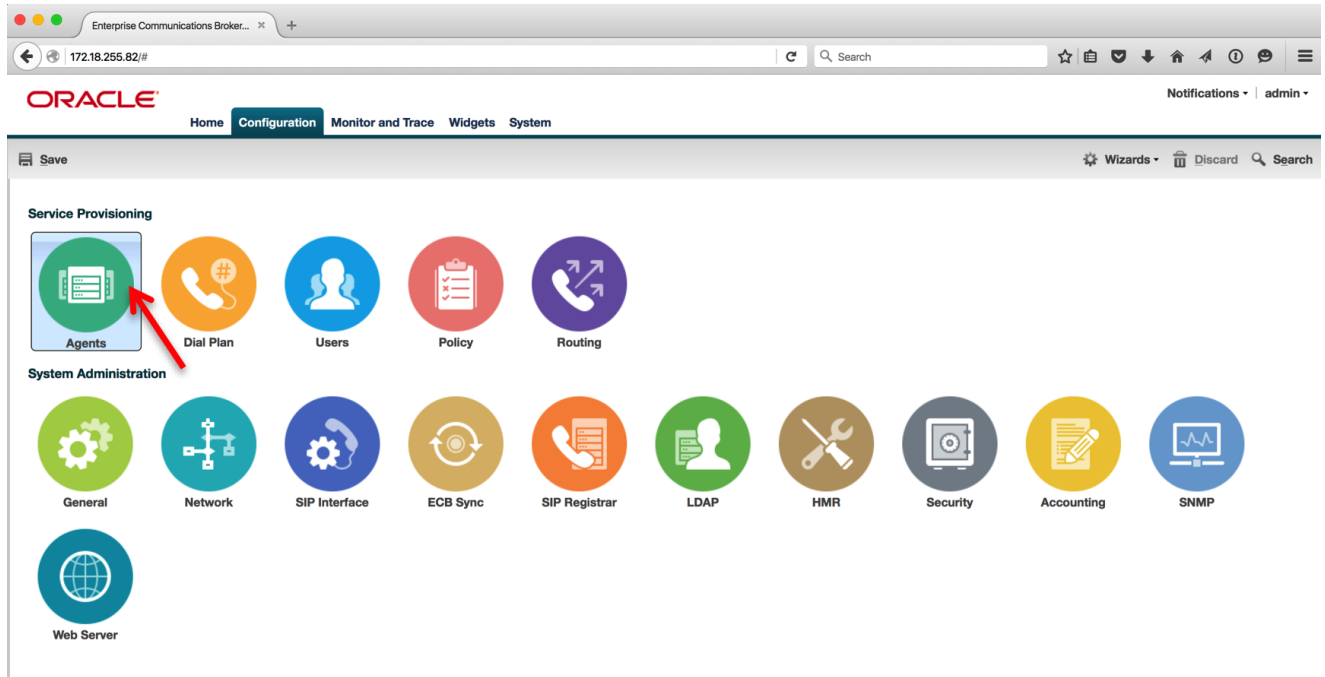 Enterprise Communications Broker... × +
172.18.255.82/#
Search
ORACLE
Notifications
admin
Home Configuration Monitor and Trace Widgets System
Save
Wizards Discard Search
Service Provisioning
#
Agents Dial Plan Users Policy Routing
System Administration
General Network SIP Interface ECB Sync SIP Registrar LDAP HMR Security Accounting SNMP
Web Server